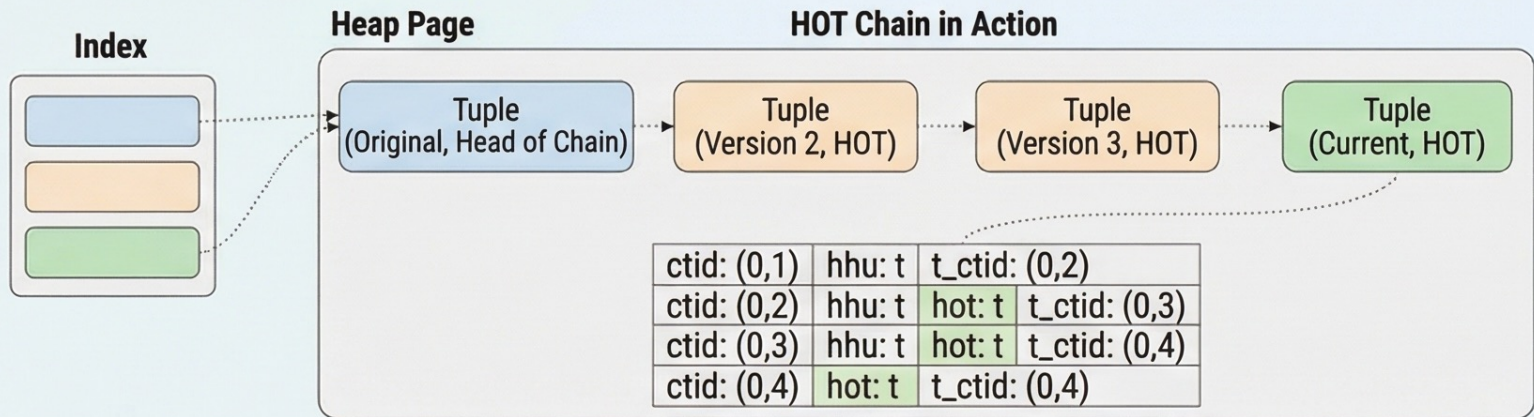 Heap Page
HOT Chain in Action
Index
Tuple
(Original, Head of Chain)
Tuple
(Version 2, HOT)
Tuple
(Version 3, HOT)
Tuple
(Current, HOT)
ctid: (0,1) hhu: t t_ctid: (0,2)
ctid: (0,2) hhu: t hot: t t_ctid: (0,3)
ctid: (0,3) hhu: t hot: t t_ctid: (0,4)
ctid: (0,4) hot: t t_ctid: (0,4)